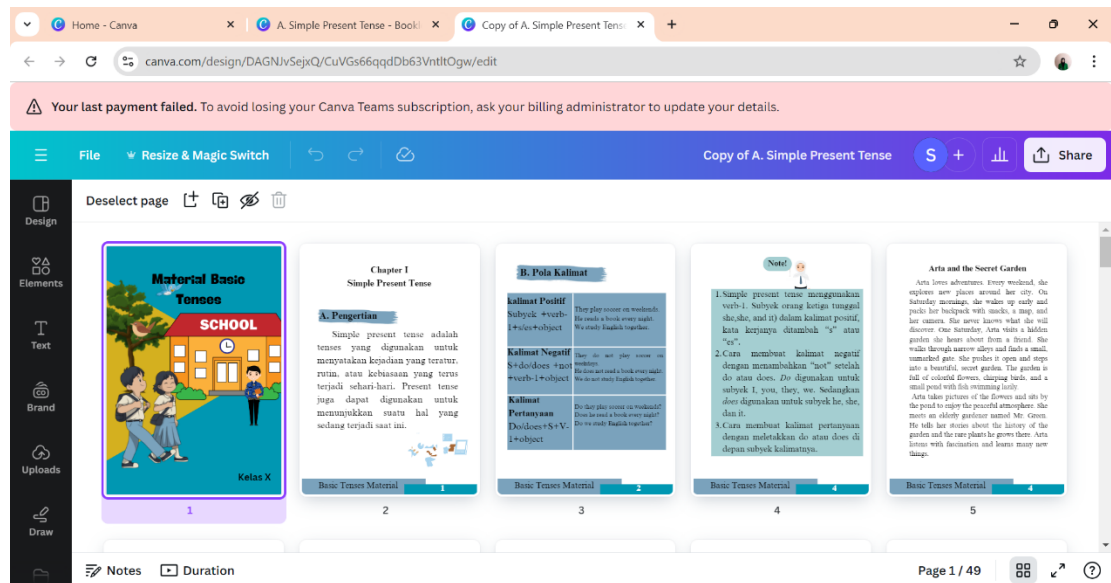 Home - Canva
A. Simple Present Tense - Bookl
Copy of A. Simple Present Tens
canva.com/design/DAGNJvSejxQ/CuVGs66qqdDb63VntItOgw/edit
Your last payment failed. To avoid losing your Canva Teams subscription, ask your billing administrator to update your details.
File
Resize & Magic Switch
Copy of A. Simple Present Tense
S
Share
Design
Elements
Text
Brand
Uploads
Draw
Deselect page
Material Basic
Tenses
SCHOOL
Kelas X
1
Chapter I
Simple Present Tense
A. Pengertian
Simple present tense adalah
tenses yang digunakan untuk
menyatakan kejadian yang teratur.
rutin, atau kebiasaan yang terus
terjadi sehari-hari. Present tense
juga dapat digunakan untuk
menunjukkan suatu hal yang
sedang terjadi saat ini.
Basic Tenses Material
1
2
B. Pola Kalimat
kalimat Positif
Subyek +verb-
1+s/es+object
They play soccer on weekends.
He reads a book every night.
We study English together.
Kalimat Negatif
S+do/does +not
+verb-1+object
They do not play soccer on
weekdays.
He does not read a book every night.
We do not study English together.
Kalimat
Pertanyaan
Do/does+S+V-
1+object
Do they play soccer on weekends?
Does he read a book every night?
Do we study English together?
Basic Tenses Material
2
3
Note!
1.Simple present tense menggunakan
verb-1. Subyek orang ketiga tunggal
she,she, and it) dalam kalimat positif,
kata kerjanya ditambah “s” atau
“es”.
2.Cara membuat kalimat negatif
dengan menambahkan “not” setelah
do atau does. Do digunakan untuk
subyek I, you, they, we. Sedangkan
does digunakan untuk subyek he, she,
dan it.
3.Cara membuat kalimat pertanyaan
dengan meletakkan do atau does di
depan subyek kalimatnya.
Basic Tenses Material
4
4
Arta and the Secret Garden
Arta loves adventures. Every weekend, she
explores new places around her city. On
Saturday mornings, she wakes up early and
packs her backpack with snacks, a map, and
her camera. She never knows what she will
discover. One Saturday, Arta visits a hidden
garden she hears about from a friend. She
walks through narrow alleys and finds a small,
unmarked gate. She pushes it open and steps
into a beautiful, secret garden. The garden is
full of colorful flowers, chirping birds, and a
small pond with fish swimming lazily.
Arta takes pictures of the flowers and sits by
the pond to enjoy the peaceful atmosphere. She
meets an elderly gardener named Mr. Green.
He tells her stories about the history of the
garden and the rare plants he grows there. Arta
listens with fascination and learns many new
things.
Basic Tenses Material
4
5
Notes
Duration
Page 1 / 49